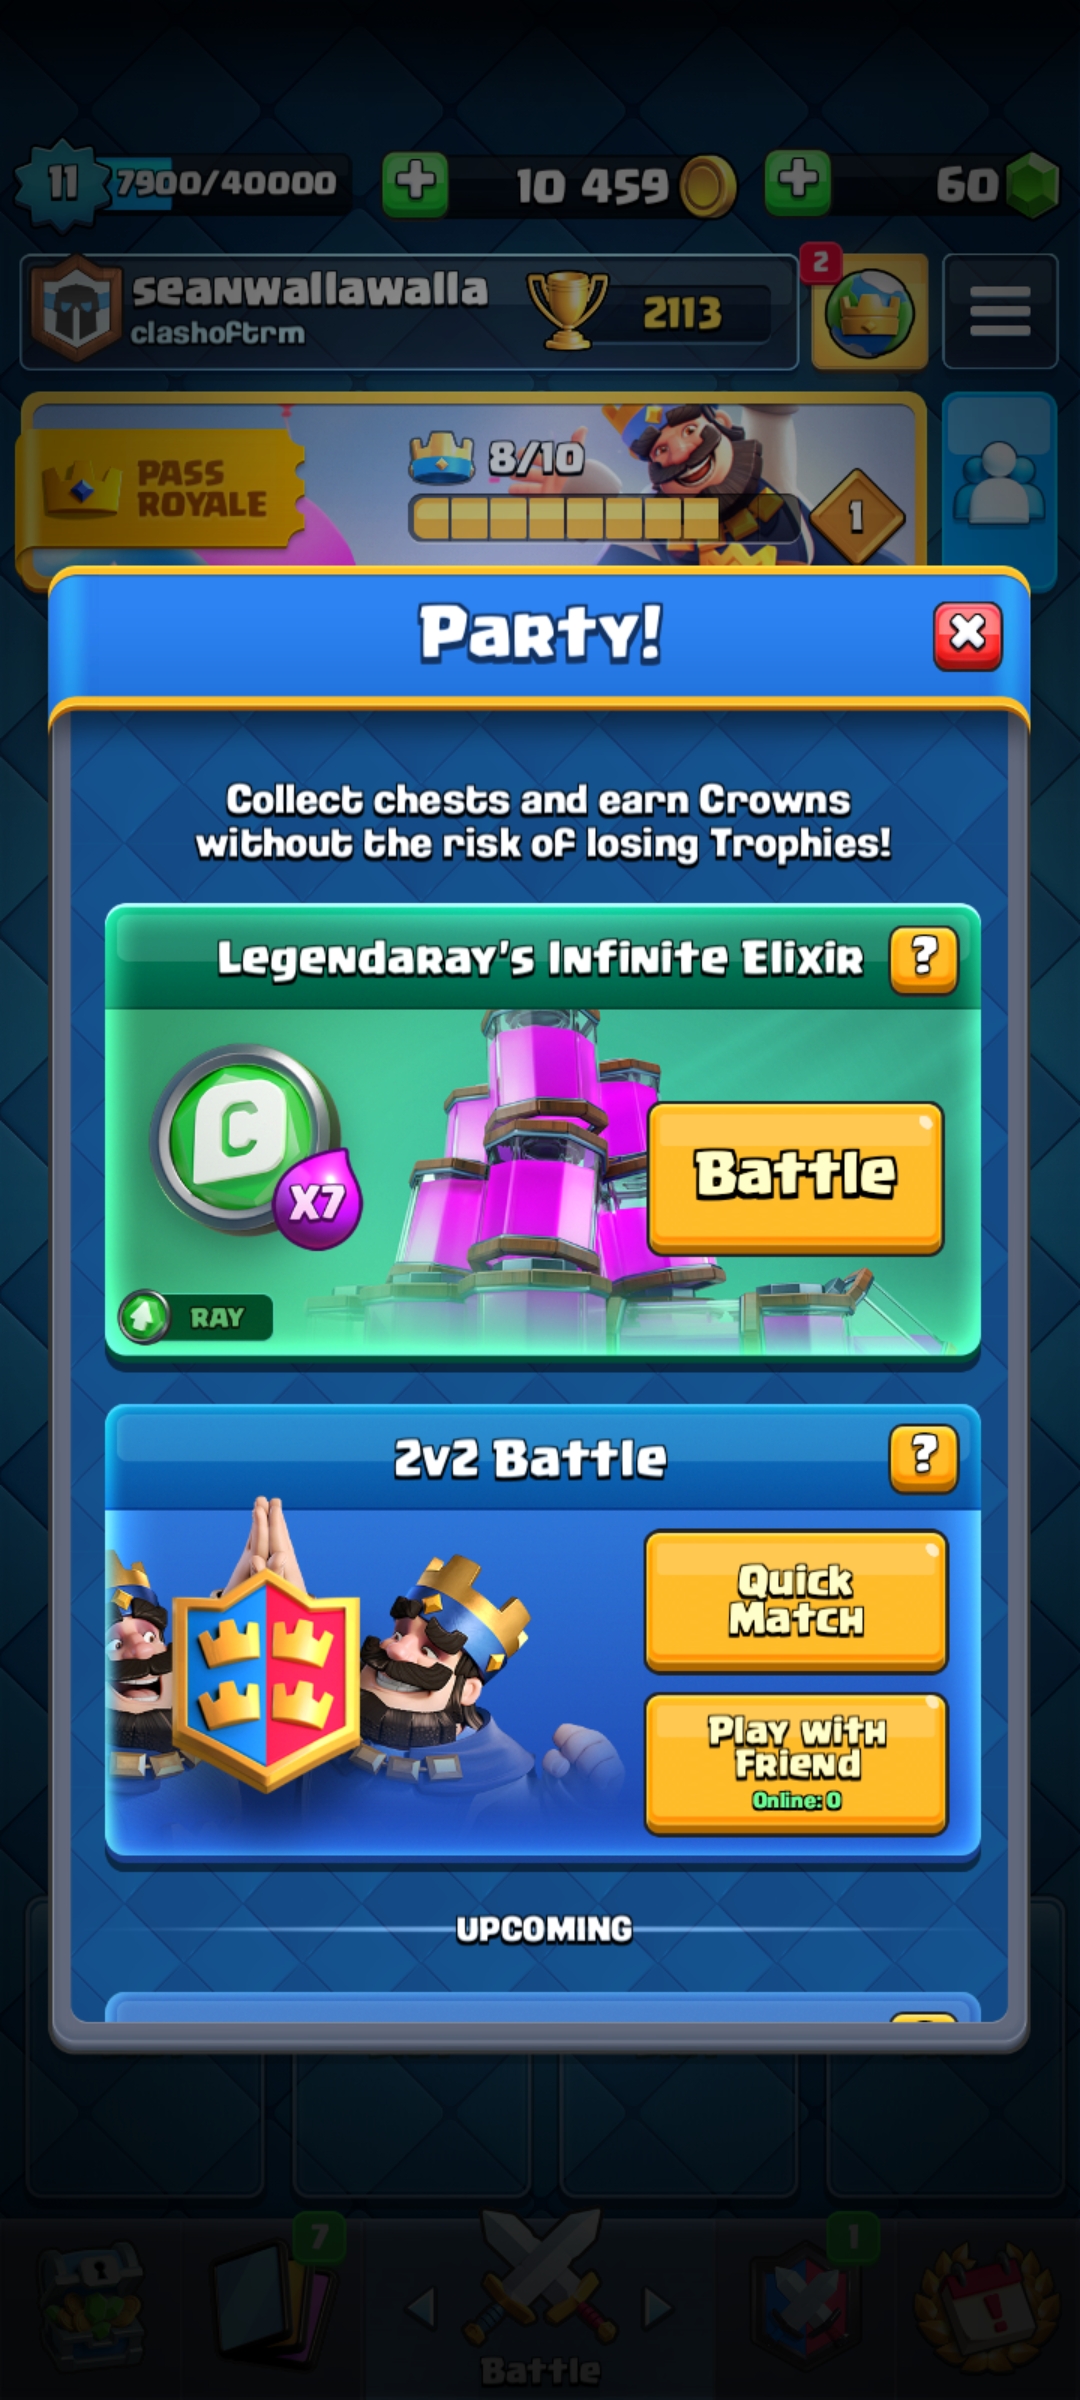 11
7900/40000
10 459
60
seanwallawalla
clashoftrm
2113
2
PASS
ROYALE
8/10
1
Party!
Collect chests and earn Crowns
without the risk of losing Trophies!
Legendaray's Infinite Elixir
?
C
X7
Battle
RAY
2v2 Battle
?
Quick
Match
Play with
Friend
Online: 0
UPCOMING
7
1
Battle